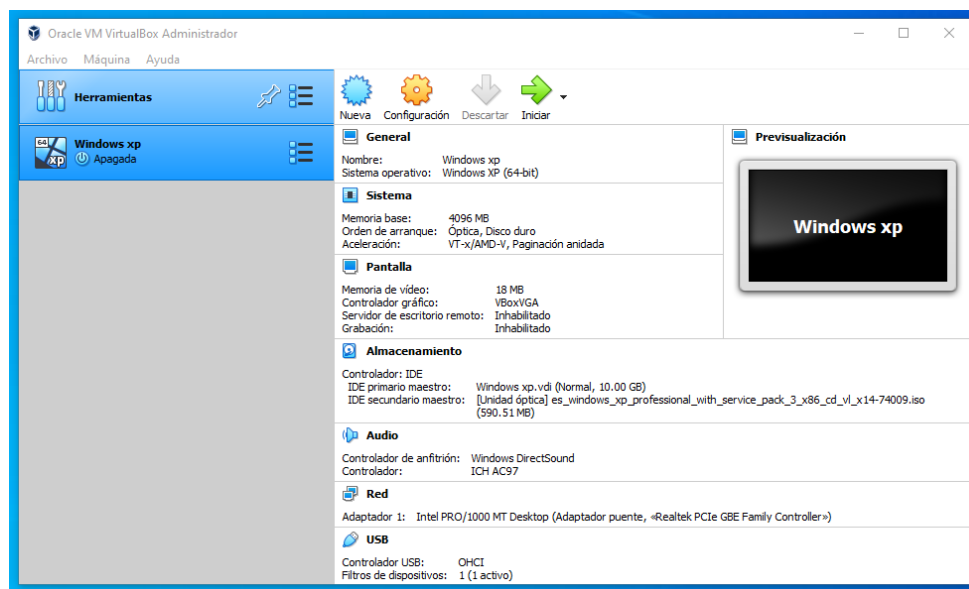 Oracle VM VirtualBox Administrador
Archivo Máquina Ayuda
Herramientas
Windows xp
Apagada
64
xp
Nueva Configuración Descartar Iniciar
General
Nombre: Windows xp
Sistema operativo: Windows XP (64-bit)
Previsualización
Windows xp
Sistema
Memoria base: 4096 MB
Orden de arranque: Óptica, Disco duro
Aceleración: VT-x/AMD-V, Paginación anidada
Pantalla
Memoria de vídeo: 18 MB
Controlador gráfico: VBoxVGA
Servidor de escritorio remoto: Inhabilitado
Grabación: Inhabilitado
Almacenamiento
Controlador: IDE
IDE primario maestro: Windows xp.vdi (Normal, 10.00 GB)
IDE secundario maestro: [Unidad óptica] es_windows_xp_professional_with_service_pack_3_x86_cd_vl_x14-74009.iso
(590.51 MB)
Audio
Controlador de anfitrión: Windows DirectSound
Controlador: ICH AC97
Red
Adaptador 1: Intel PRO/1000 MT Desktop (Adaptador puente, «Realtek PCIe GBE Family Controller»)
USB
Controlador USB: OHCI
Filtros de dispositivos: 1 (1 activo)